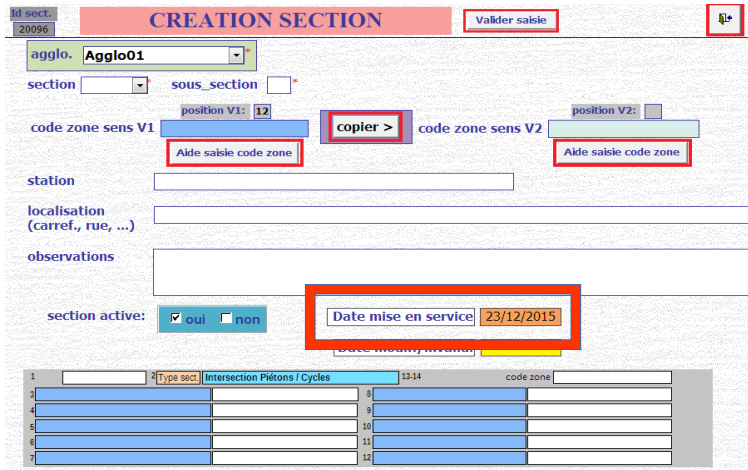 Id sect.
CREATION SECTION
Valider saisie
20096
agglo. Agglo01 *
section * sous_section *
position V1: 12
position V2:
code zone sens V1
copier > code zone sens V2
Aide saisie code zone
Aide saisie code zone
station
localisation
(carref., rue, ...)
observations
section active: oui non
Date mise en service 23/12/2015
1 2 Type sect. Intersection Piétons / Cycles 13-14 code zone
3 8
4 9
5 10
6 11
7 12